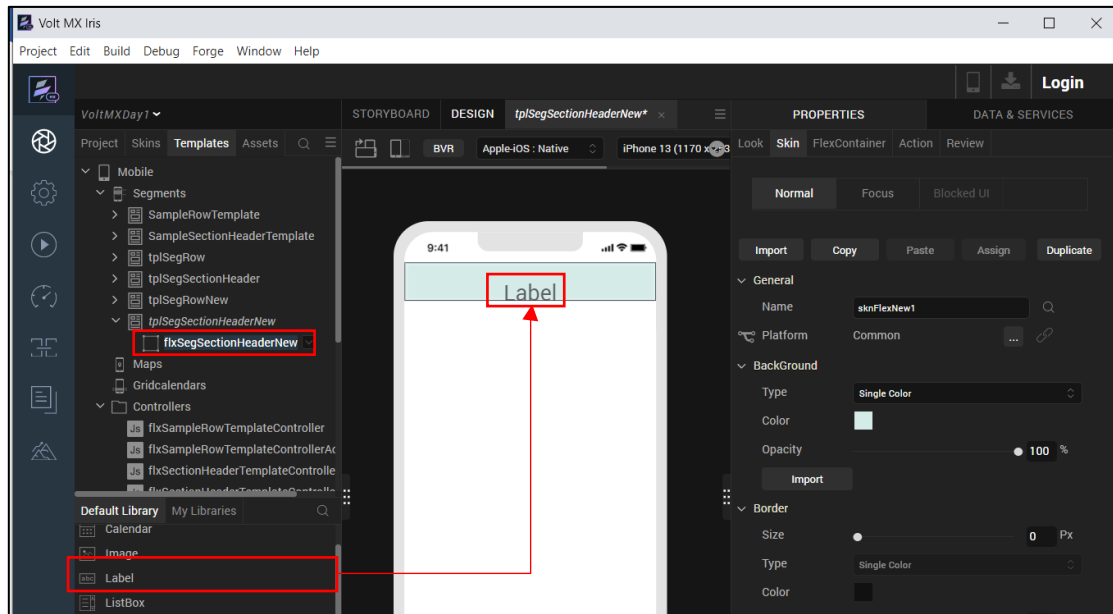 Volt MX Iris
Project Edit Build Debug Forge Window Help
Login
VoltMXDay1
STORYBOARD DESIGN tplSegSectionHeaderNew* ×
PROPERTIES DATA & SERVICES
Project Skins Templates Assets
BVR Apple-iOS : Native iPhone 13 (1170 x
Look Skin FlexContainer Action Review
Mobile
Segments
SampleRowTemplate
SampleSectionHeaderTemplate
tplSegRow
tplSegSectionHeader
tplSegRowNew
tplSegSectionHeaderNew
flxSegSectionHeaderNew
Maps
Gridcalendars
Controllers
Js flxSampleRowTemplateController
Js flxSampleRowTemplateControllerAc
Js flxSectionHeaderTemplateControlle
Default Library My Libraries
Calendar
Image
abc Label
ListBox
9:41
Label
Normal Focus Blocked UI
Import Copy Paste Assign Duplicate
General
Name sknFlexNew1
Platform Common ...
BackGround
Type Single Color
Color
Opacity 100 %
Import
Border
Size 0 Px
Type Single Color
Color